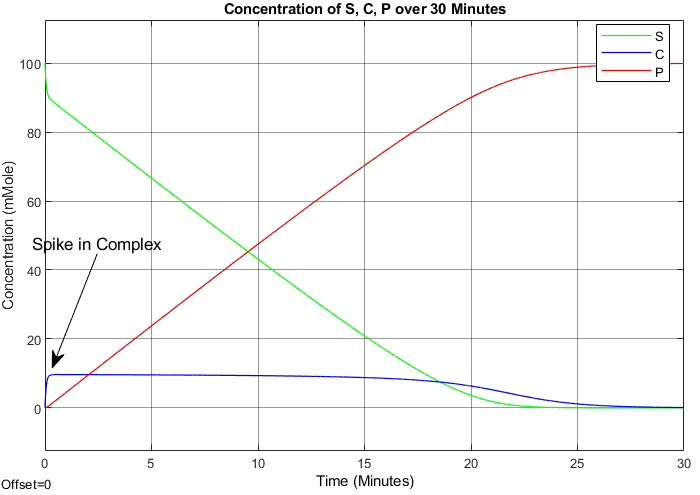 Concentration of S, C, P over 30 Minutes
S
C
P
100
80
60
40
20
0
Concentration (mMole)
Spike in Complex
0
5
10
15
20
25
30
Time (Minutes)
Offset=0